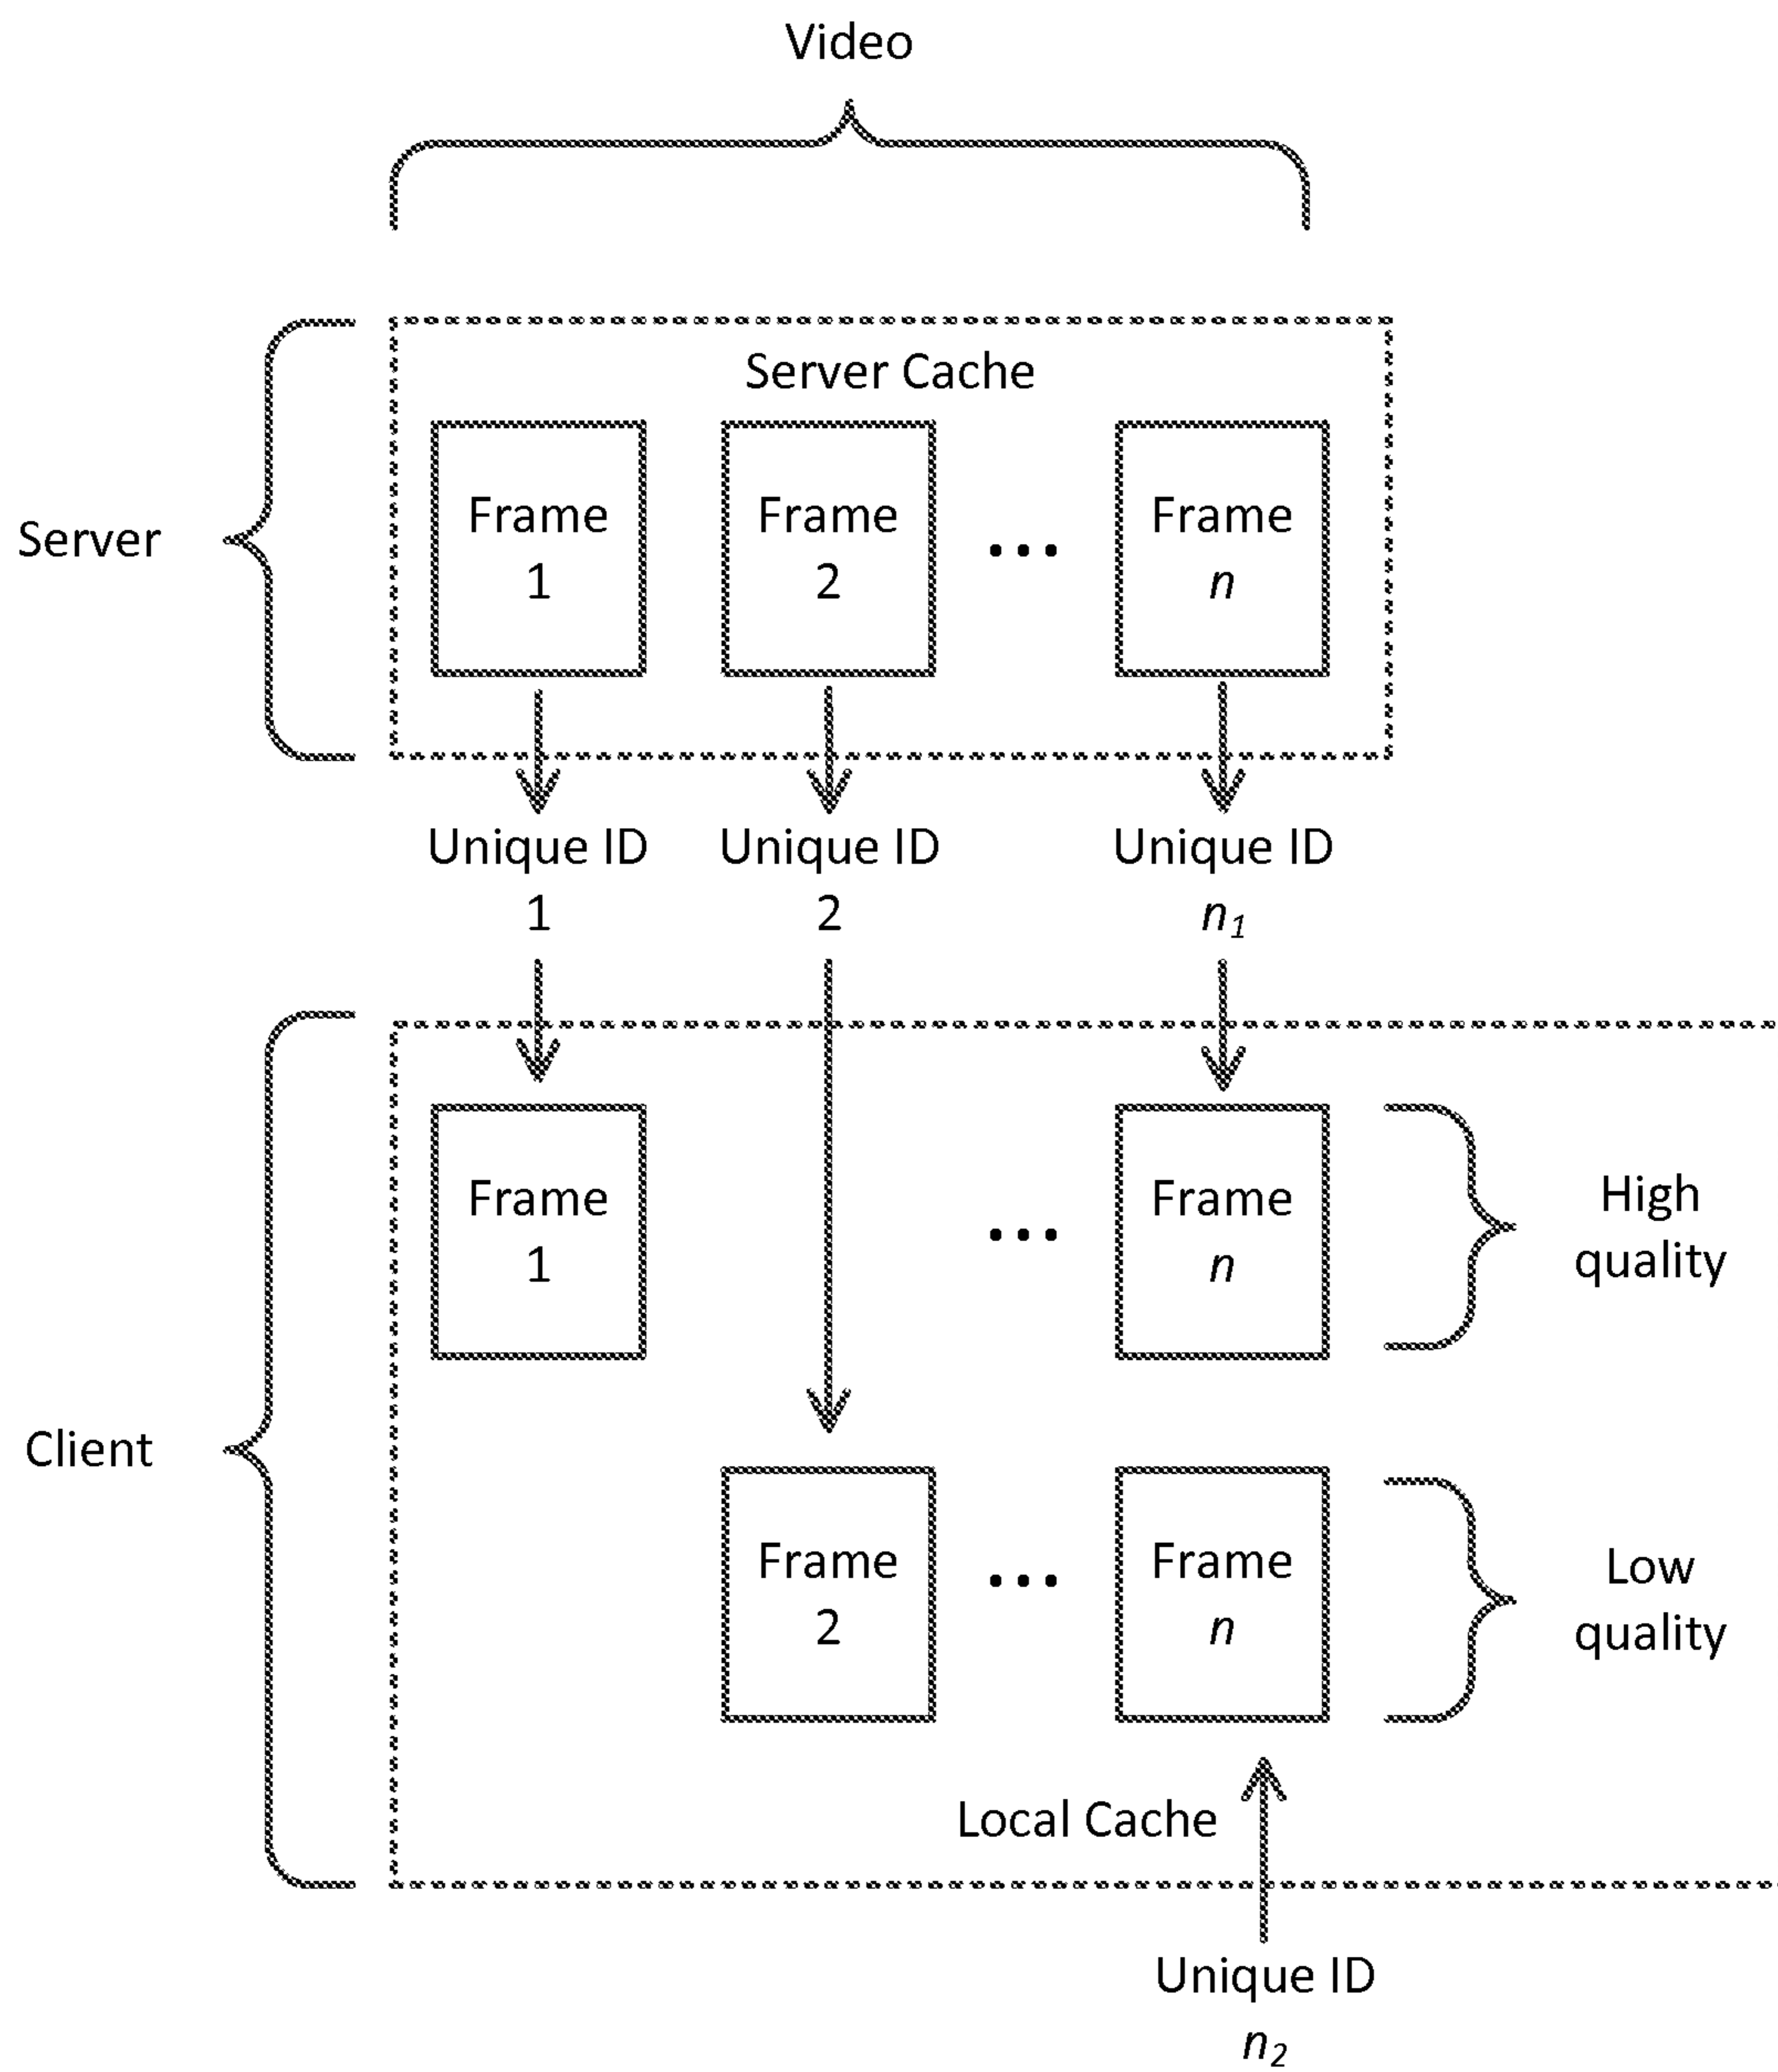 Video
Server Cache
Server
Frame
1
Frame
2
...
Frame
n
Unique ID
1
Unique ID
2
Unique ID
n₁
Client
Frame
1
...
Frame
n
High
quality
Frame
2
...
Frame
n
Low
quality
Local Cache
Unique ID
n₂